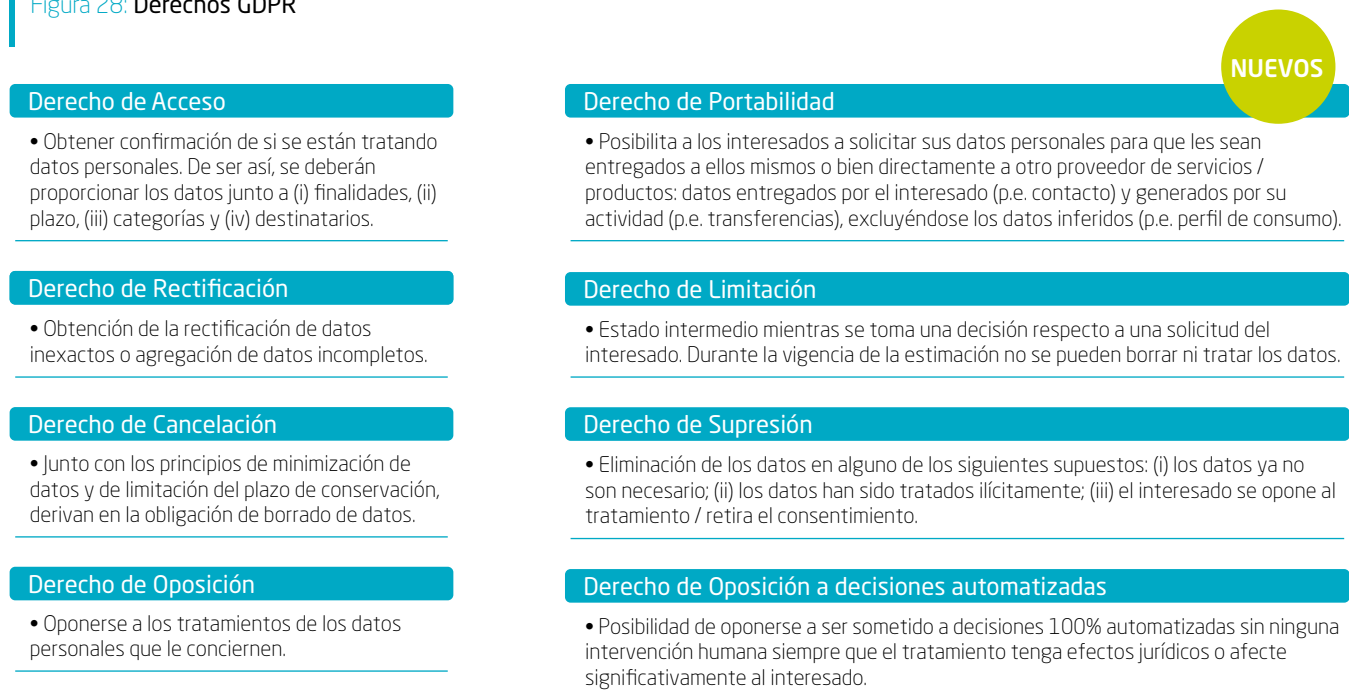 Figura 28: Derechos GDPR
NUEVOS
Derecho de Acceso
• Obtener confirmación de si se están tratando
datos personales. De ser así, se deberán
proporcionar los datos junto a (i) finalidades, (ii)
plazo, (iii) categorías y (iv) destinatarios.
Derecho de Rectificación
• Obtención de la rectificación de datos
inexactos o agregación de datos incompletos.
Derecho de Cancelación
• Junto con los principios de minimización de
datos y de limitación del plazo de conservación,
derivan en la obligación de borrado de datos.
Derecho de Oposición
• Oponerse a los tratamientos de los datos
personales que le conciernen.
Derecho de Portabilidad
• Posibilita a los interesados a solicitar sus datos personales para que les sean
entregados a ellos mismos o bien directamente a otro proveedor de servicios /
productos: datos entregados por el interesado (p.e. contacto) y generados por su
actividad (p.e. transferencias), excluyéndose los datos inferidos (p.e. perfil de consumo).
Derecho de Limitación
• Estado intermedio mientras se toma una decisión respecto a una solicitud del
interesado. Durante la vigencia de la estimación no se pueden borrar ni tratar los datos.
Derecho de Supresión
• Eliminación de los datos en alguno de los siguientes supuestos: (i) los datos ya no
son necesario; (ii) los datos han sido tratados ilícitamente; (iii) el interesado se opone al
tratamiento / retira el consentimiento.
Derecho de Oposición a decisiones automatizadas
• Posibilidad de oponerse a ser sometido a decisiones 100% automatizadas sin ninguna
intervención humana siempre que el tratamiento tenga efectos jurídicos o afecte
significativamente al interesado.